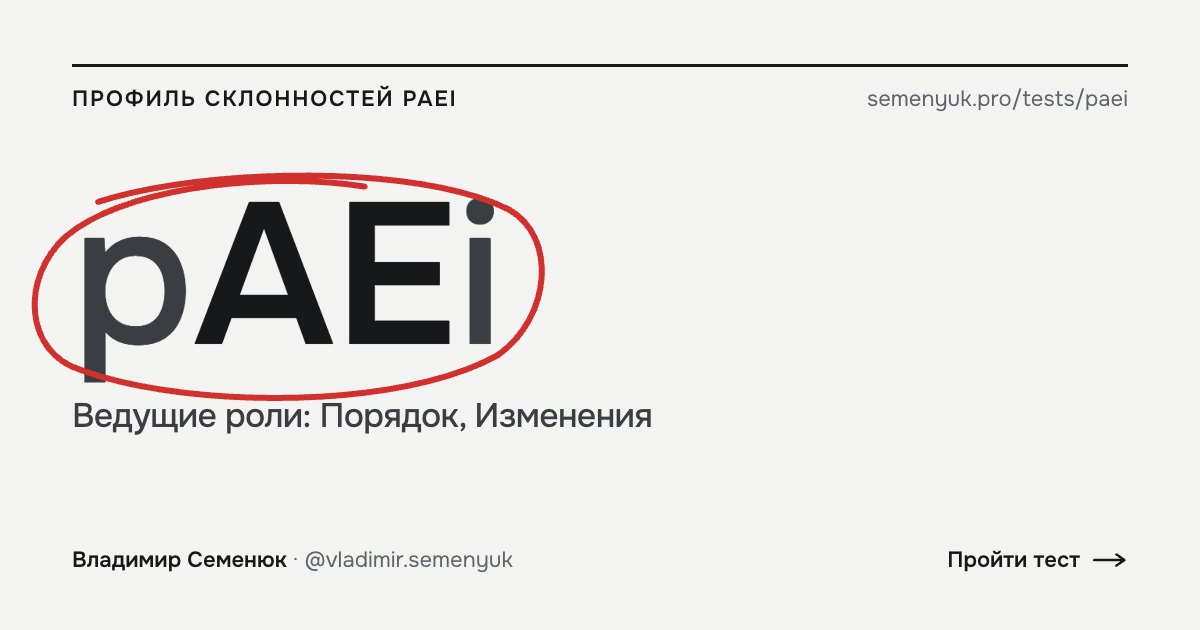 ПРОФИЛЬ СКЛОННОСТЕЙ PAEI
semenyuk.pro/tests/paei
pAEi
Ведущие роли: Порядок, Изменения
Владимир Семенюк · @vladimir.semenyuk
Пройти тест →